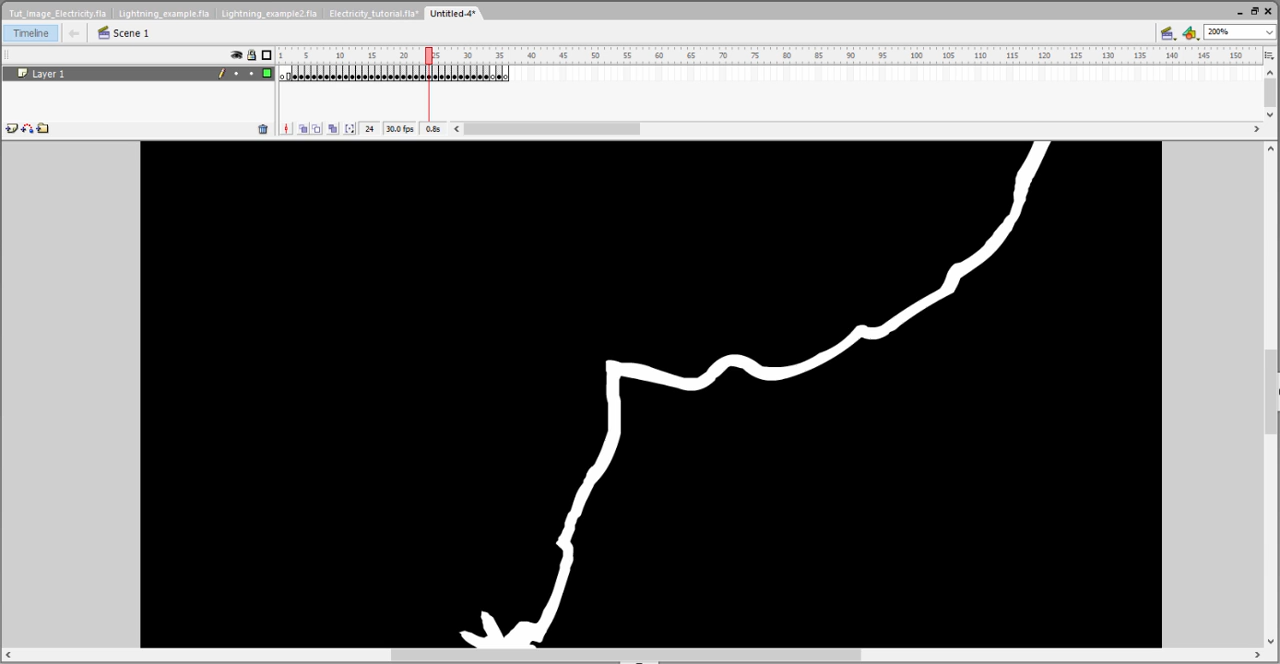 Tut_Image_Electricity.fla Lightning_example.fla Lightning_example2.fla Electricity_tutorial.fla* Untitled-4*
Timeline Scene 1 200%
1 5 10 15 20 25 30 35 40 45 50 55 60 65 70 75 80 85 90 95 100 105 110 115 120 125 130 135 140 145 150
Layer 1
24 30.0 fps 0.8s